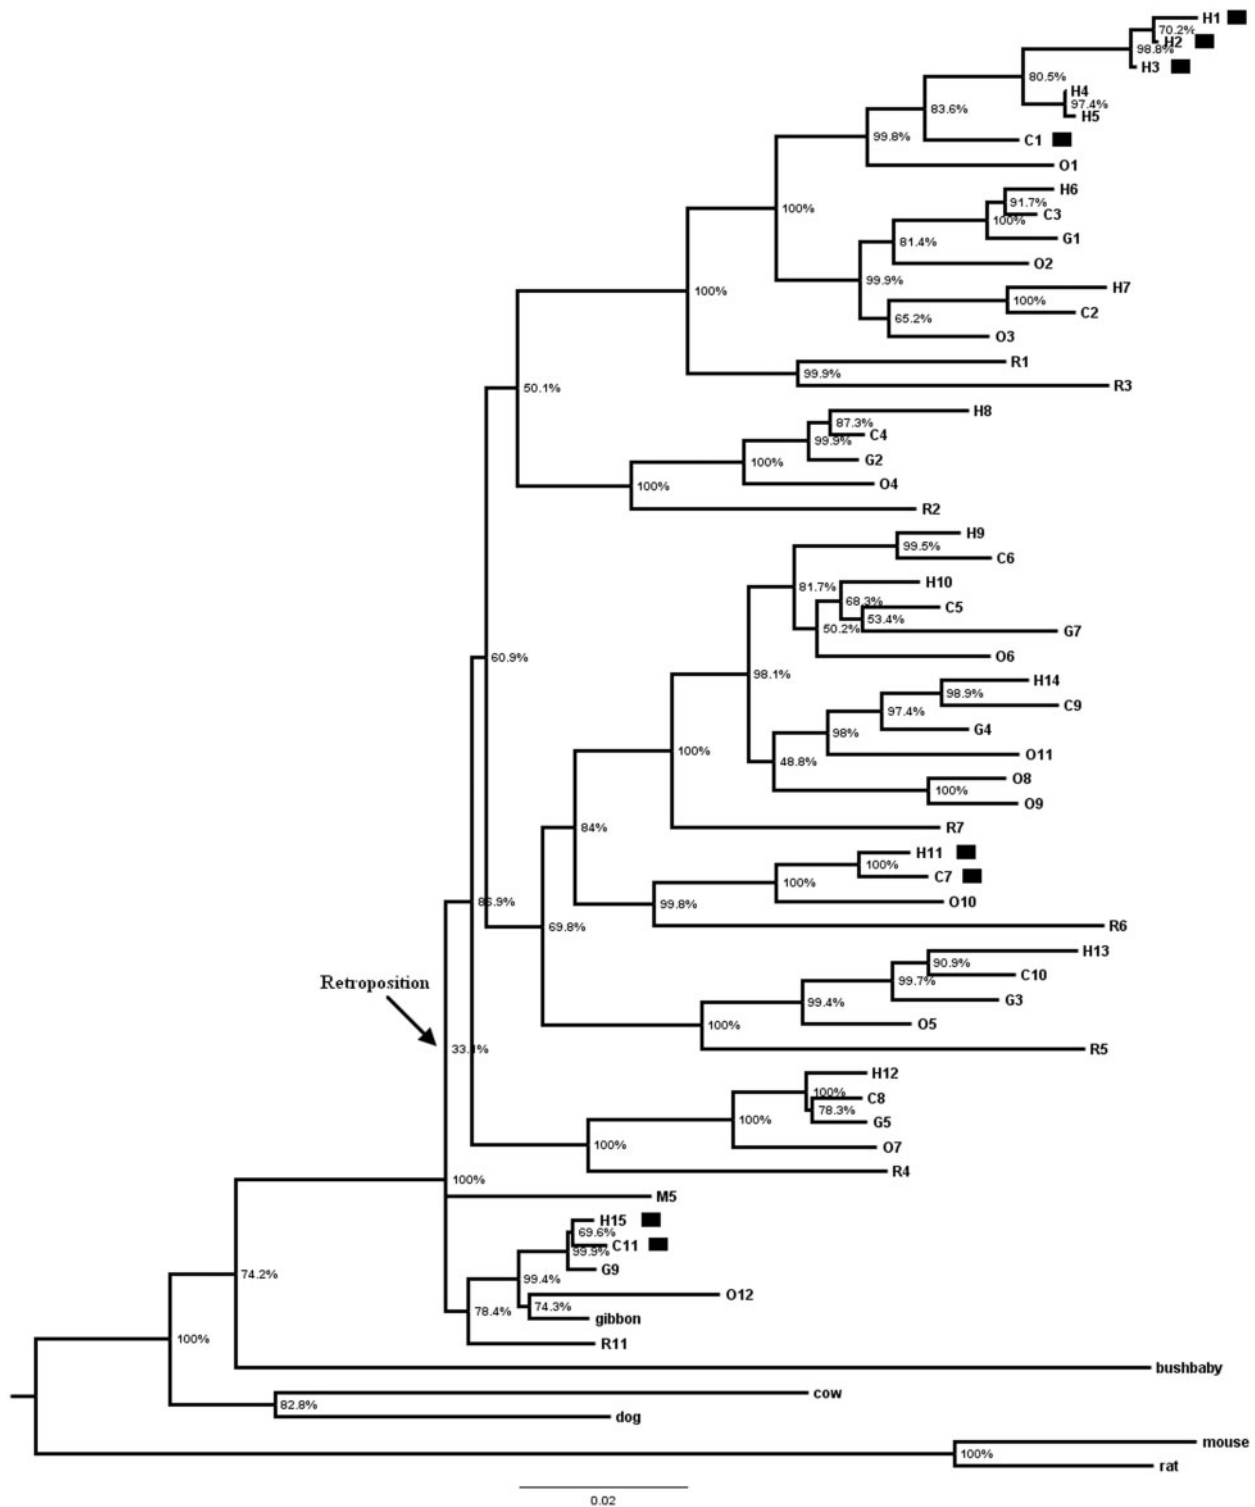 H1
70.2%
H2
98.8%
H3
80.5%
H4
97.4%
83.6%
H5
99.8%
C1
O1
H6
91.7%
100%
C3
100%
G1
81.4%
O2
99.9%
H7
100%
100%
C2
65.2%
O3
R1
99.9%
R3
50.1%
H8
87.3%
C4
99.9%
G2
100%
O4
100%
R2
H9
99.5%
C6
H10
81.7%
68.3%
C5
53.4%
50.2%
G7
O6
60.9%
98.1%
H14
98.9%
C9
97.4%
G4
98%
O11
100%
48.8%
O8
100%
O9
84%
R7
H11
100%
C7
100%
O10
86.9%
99.8%
69.8%
R6
H13
90.9%
C10
99.7%
Retroposition
G3
99.4%
O5
100%
33.1%
R5
H12
100%
C8
78.3%
G5
100%
O7
100%
R4
100%
M5
H15
69.6%
C11
99.9%
G9
74.2%
99.4%
O12
74.3%
78.4%
gibbon
100%
R11
bushbaby
cow
82.8%
dog
mouse
100%
rat
0.02